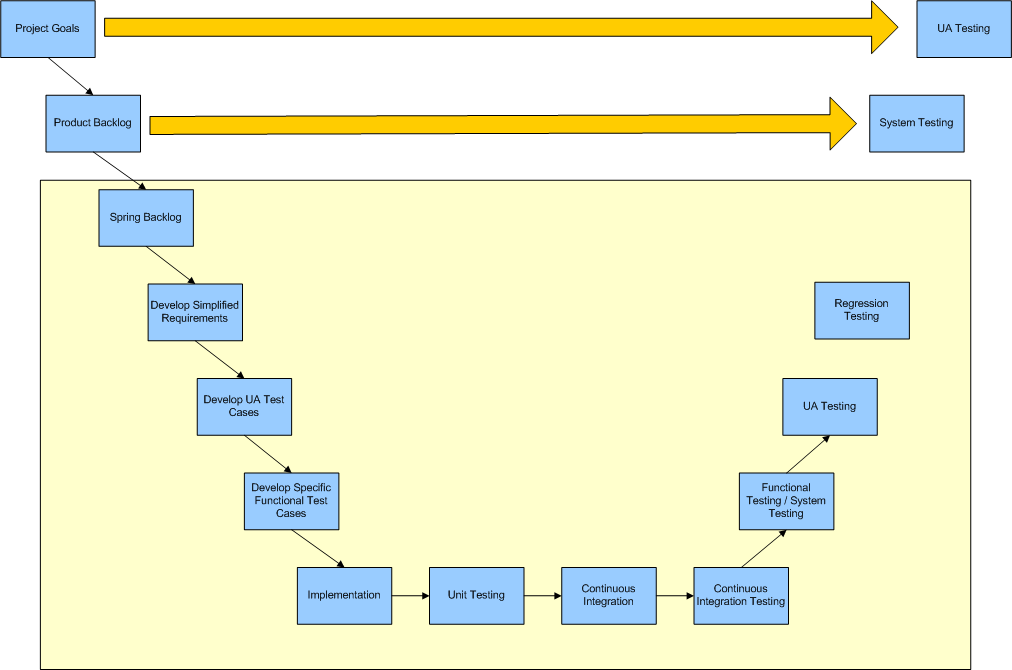 Project Goals
UA Testing
Product Backlog
System Testing
Spring Backlog
Develop Simplified
Requirements
Regression
Testing
Develop UA Test
Cases
UA Testing
Develop Specific
Functional Test
Cases
Functional
Testing / System
Testing
Implementation
Unit Testing
Continuous
Integration
Continuous
Integration Testing